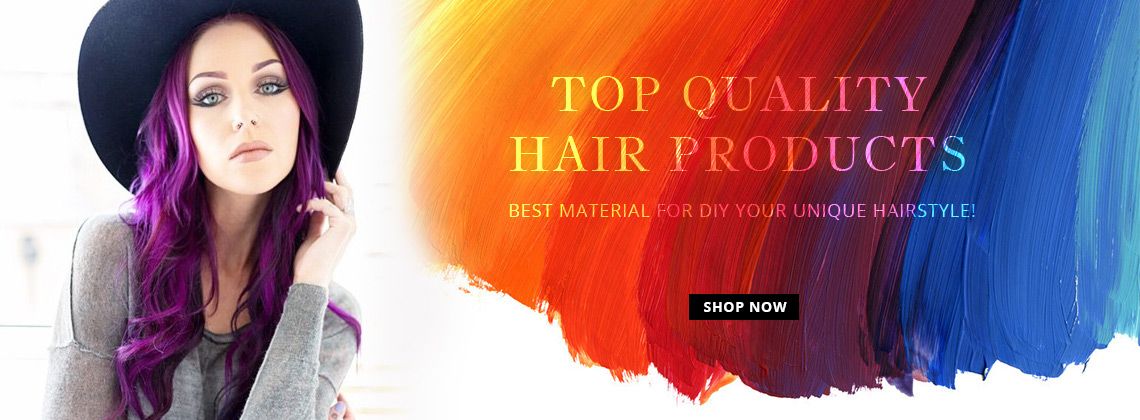 TOP QUALITY
HAIR PRODUCTS
BEST MATERIAL FOR DIY YOUR UNIQUE HAIRSTYLE!
SHOP NOW